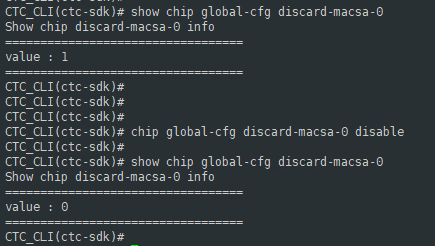 CTC_CLI(ctc-sdk)#
CTC_CLI(ctc-sdk)# show chip global-cfg discard-macsa-0
Show chip discard-macsa-0 info
==================================
value : 1
==================================
CTC_CLI(ctc-sdk)#
CTC_CLI(ctc-sdk)#
CTC_CLI(ctc-sdk)#
CTC_CLI(ctc-sdk)# chip global-cfg discard-macsa-0 disable
CTC_CLI(ctc-sdk)#
CTC_CLI(ctc-sdk)# show chip global-cfg discard-macsa-0
Show chip discard-macsa-0 info
==================================
value : 0
==================================
CTC_CLI(ctc-sdk)#